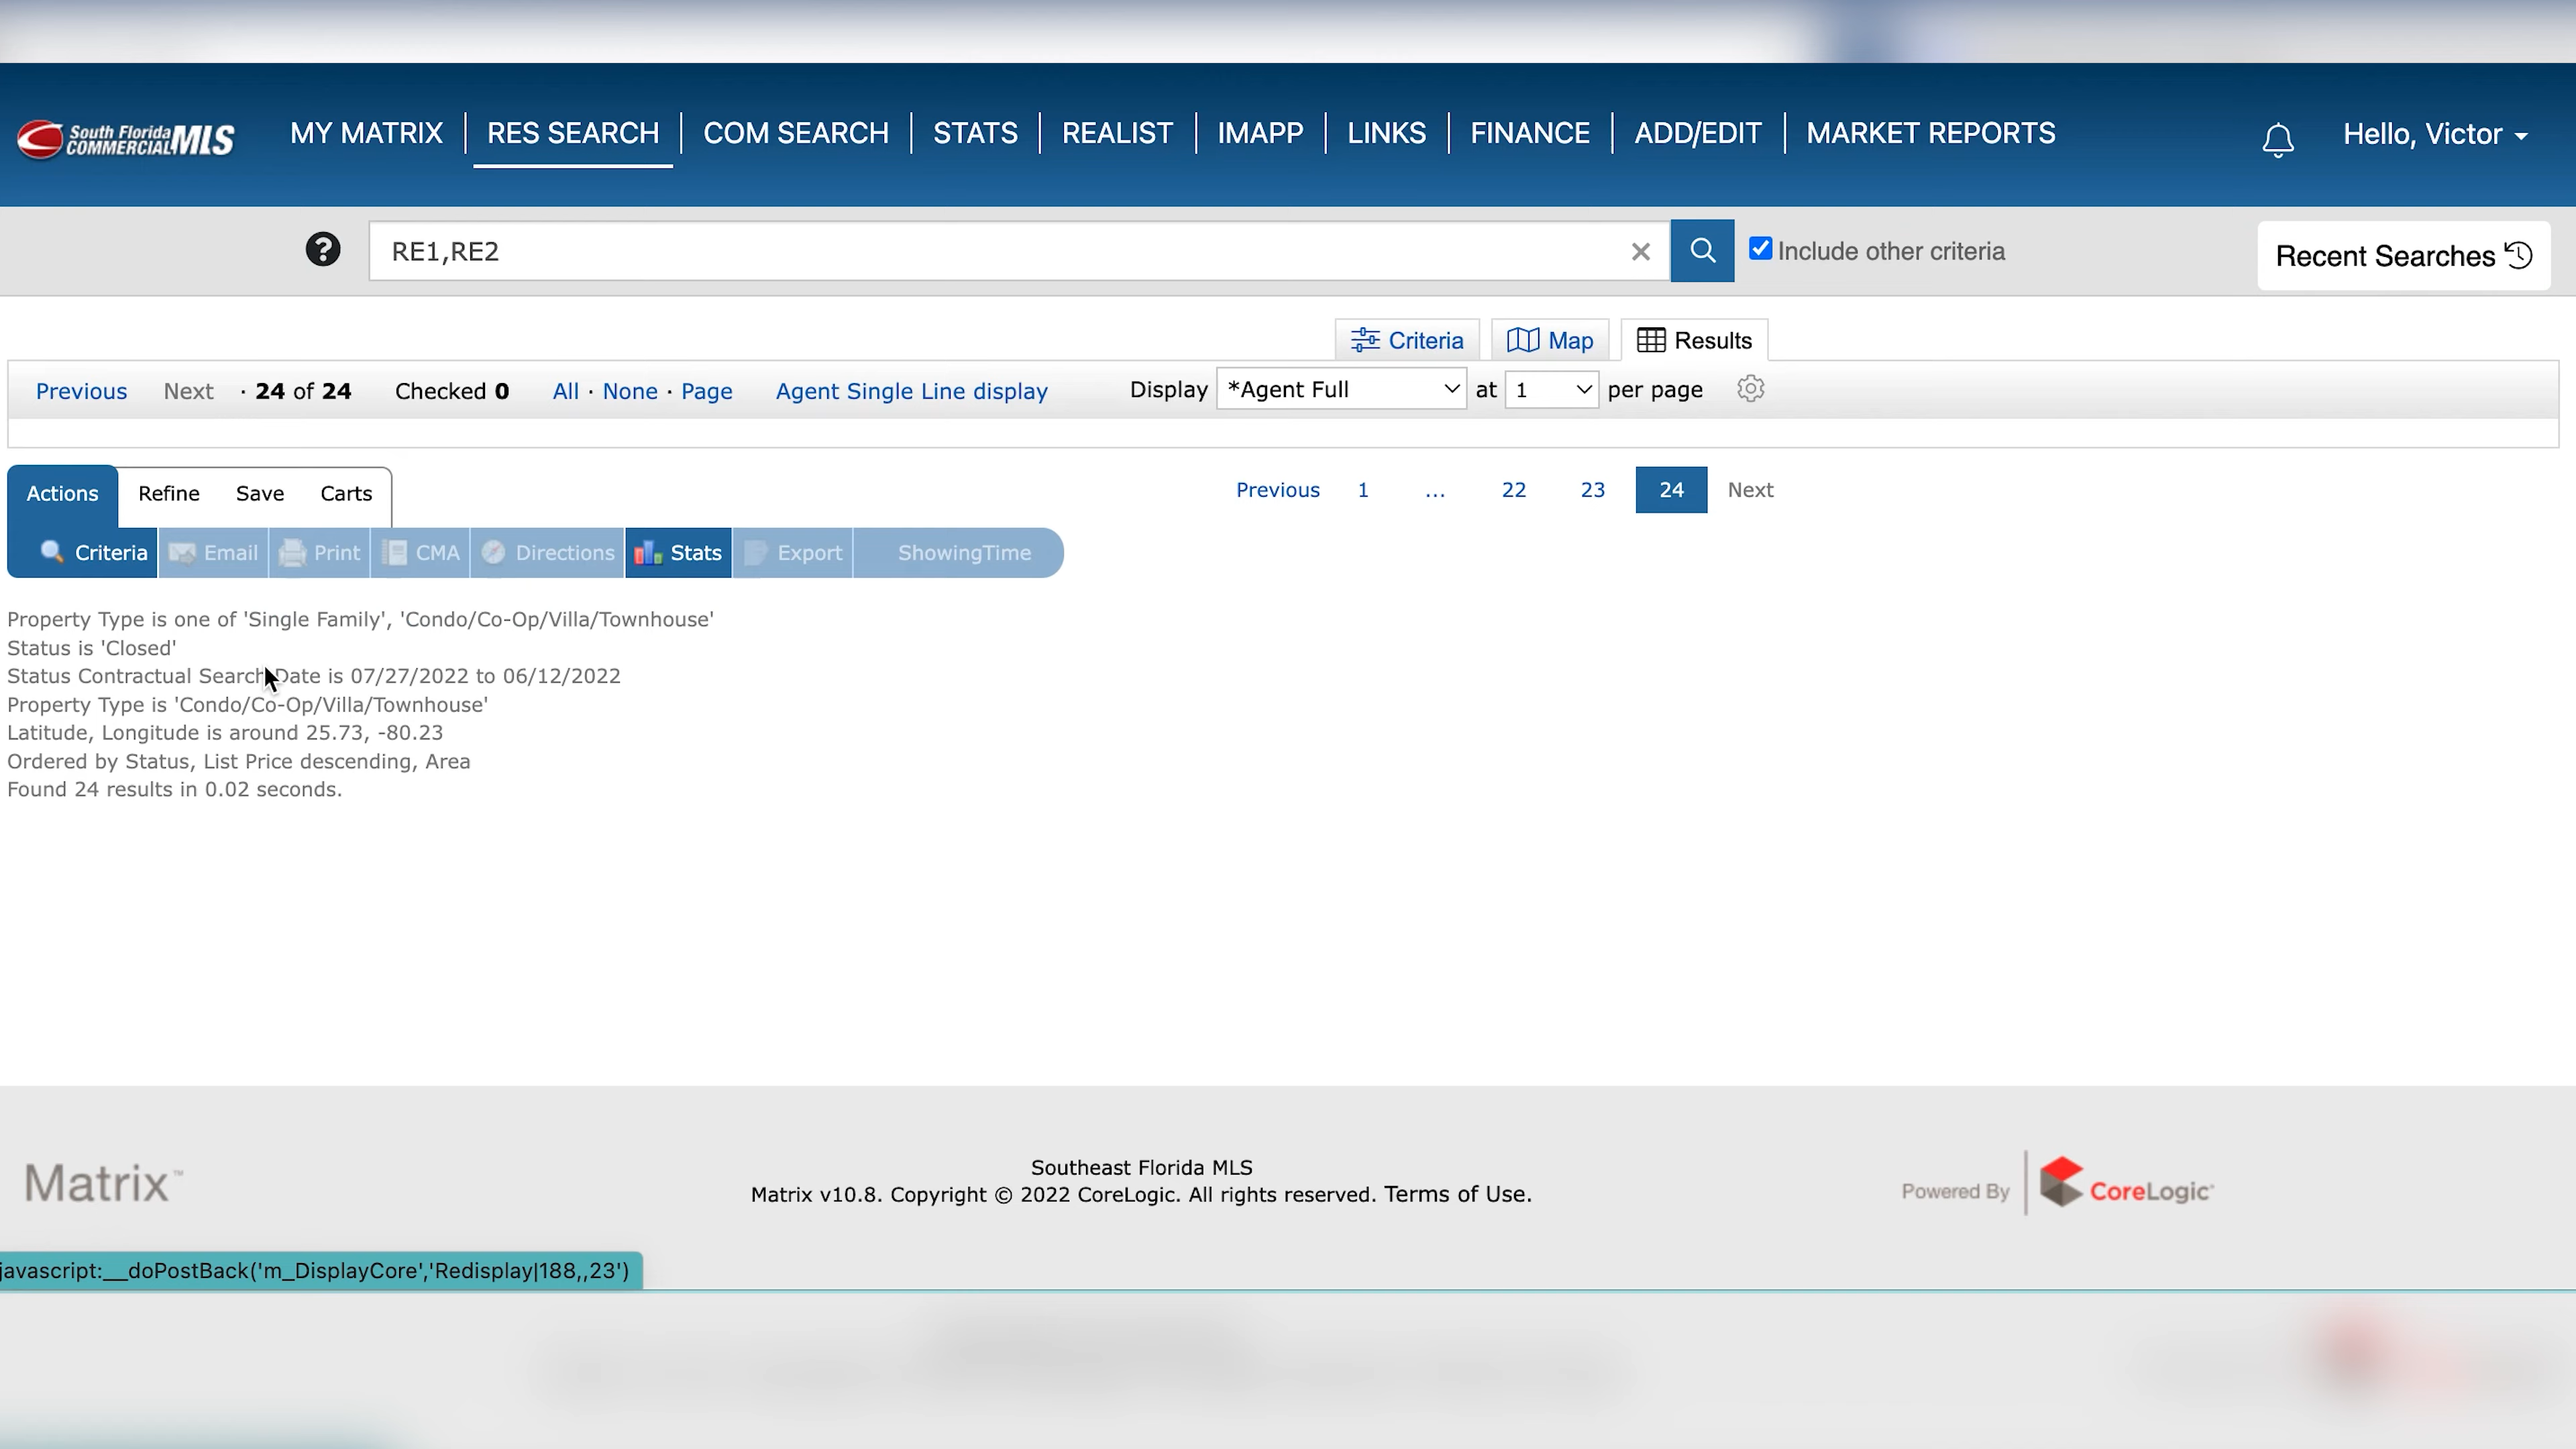 South Florida
COMMERCIAL MLS
MY MATRIX RES SEARCH COM SEARCH STATS REALIST IMAPP LINKS FINANCE ADD/EDIT MARKET REPORTS Hello, Victor
? RE1,RE2 Include other criteria Recent Searches
Criteria Map Results
Previous Next · 24 of 24 Checked 0 All · None · Page Agent Single Line display Display *Agent Full at 1 per page
Actions Refine Save Carts
Previous 1 ... 22 23 24 Next
Criteria Email Print CMA Directions Stats Export ShowingTime
Property Type is one of 'Single Family', 'Condo/Co-Op/Villa/Townhouse'
Status is 'Closed'
Status Contractual Search Date is 07/27/2022 to 06/12/2022
Property Type is 'Condo/Co-Op/Villa/Townhouse'
Latitude, Longitude is around 25.73, -80.23
Ordered by Status, List Price descending, Area
Found 24 results in 0.02 seconds.
Matrix™
Southeast Florida MLS
Matrix v10.8. Copyright © 2022 CoreLogic. All rights reserved. Terms of Use.
Powered By CoreLogic
javascript:__doPostBack('m_DisplayCore','Redisplay|188,,23')